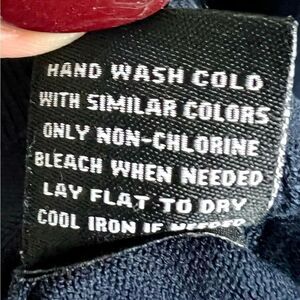 HAND WASH COLD
WITH SIMILAR COLORS
ONLY NON-CHLORINE
BLEACH WHEN NEEDED
LAY FLAT TO DRY
COOL IRON IF NEEDED